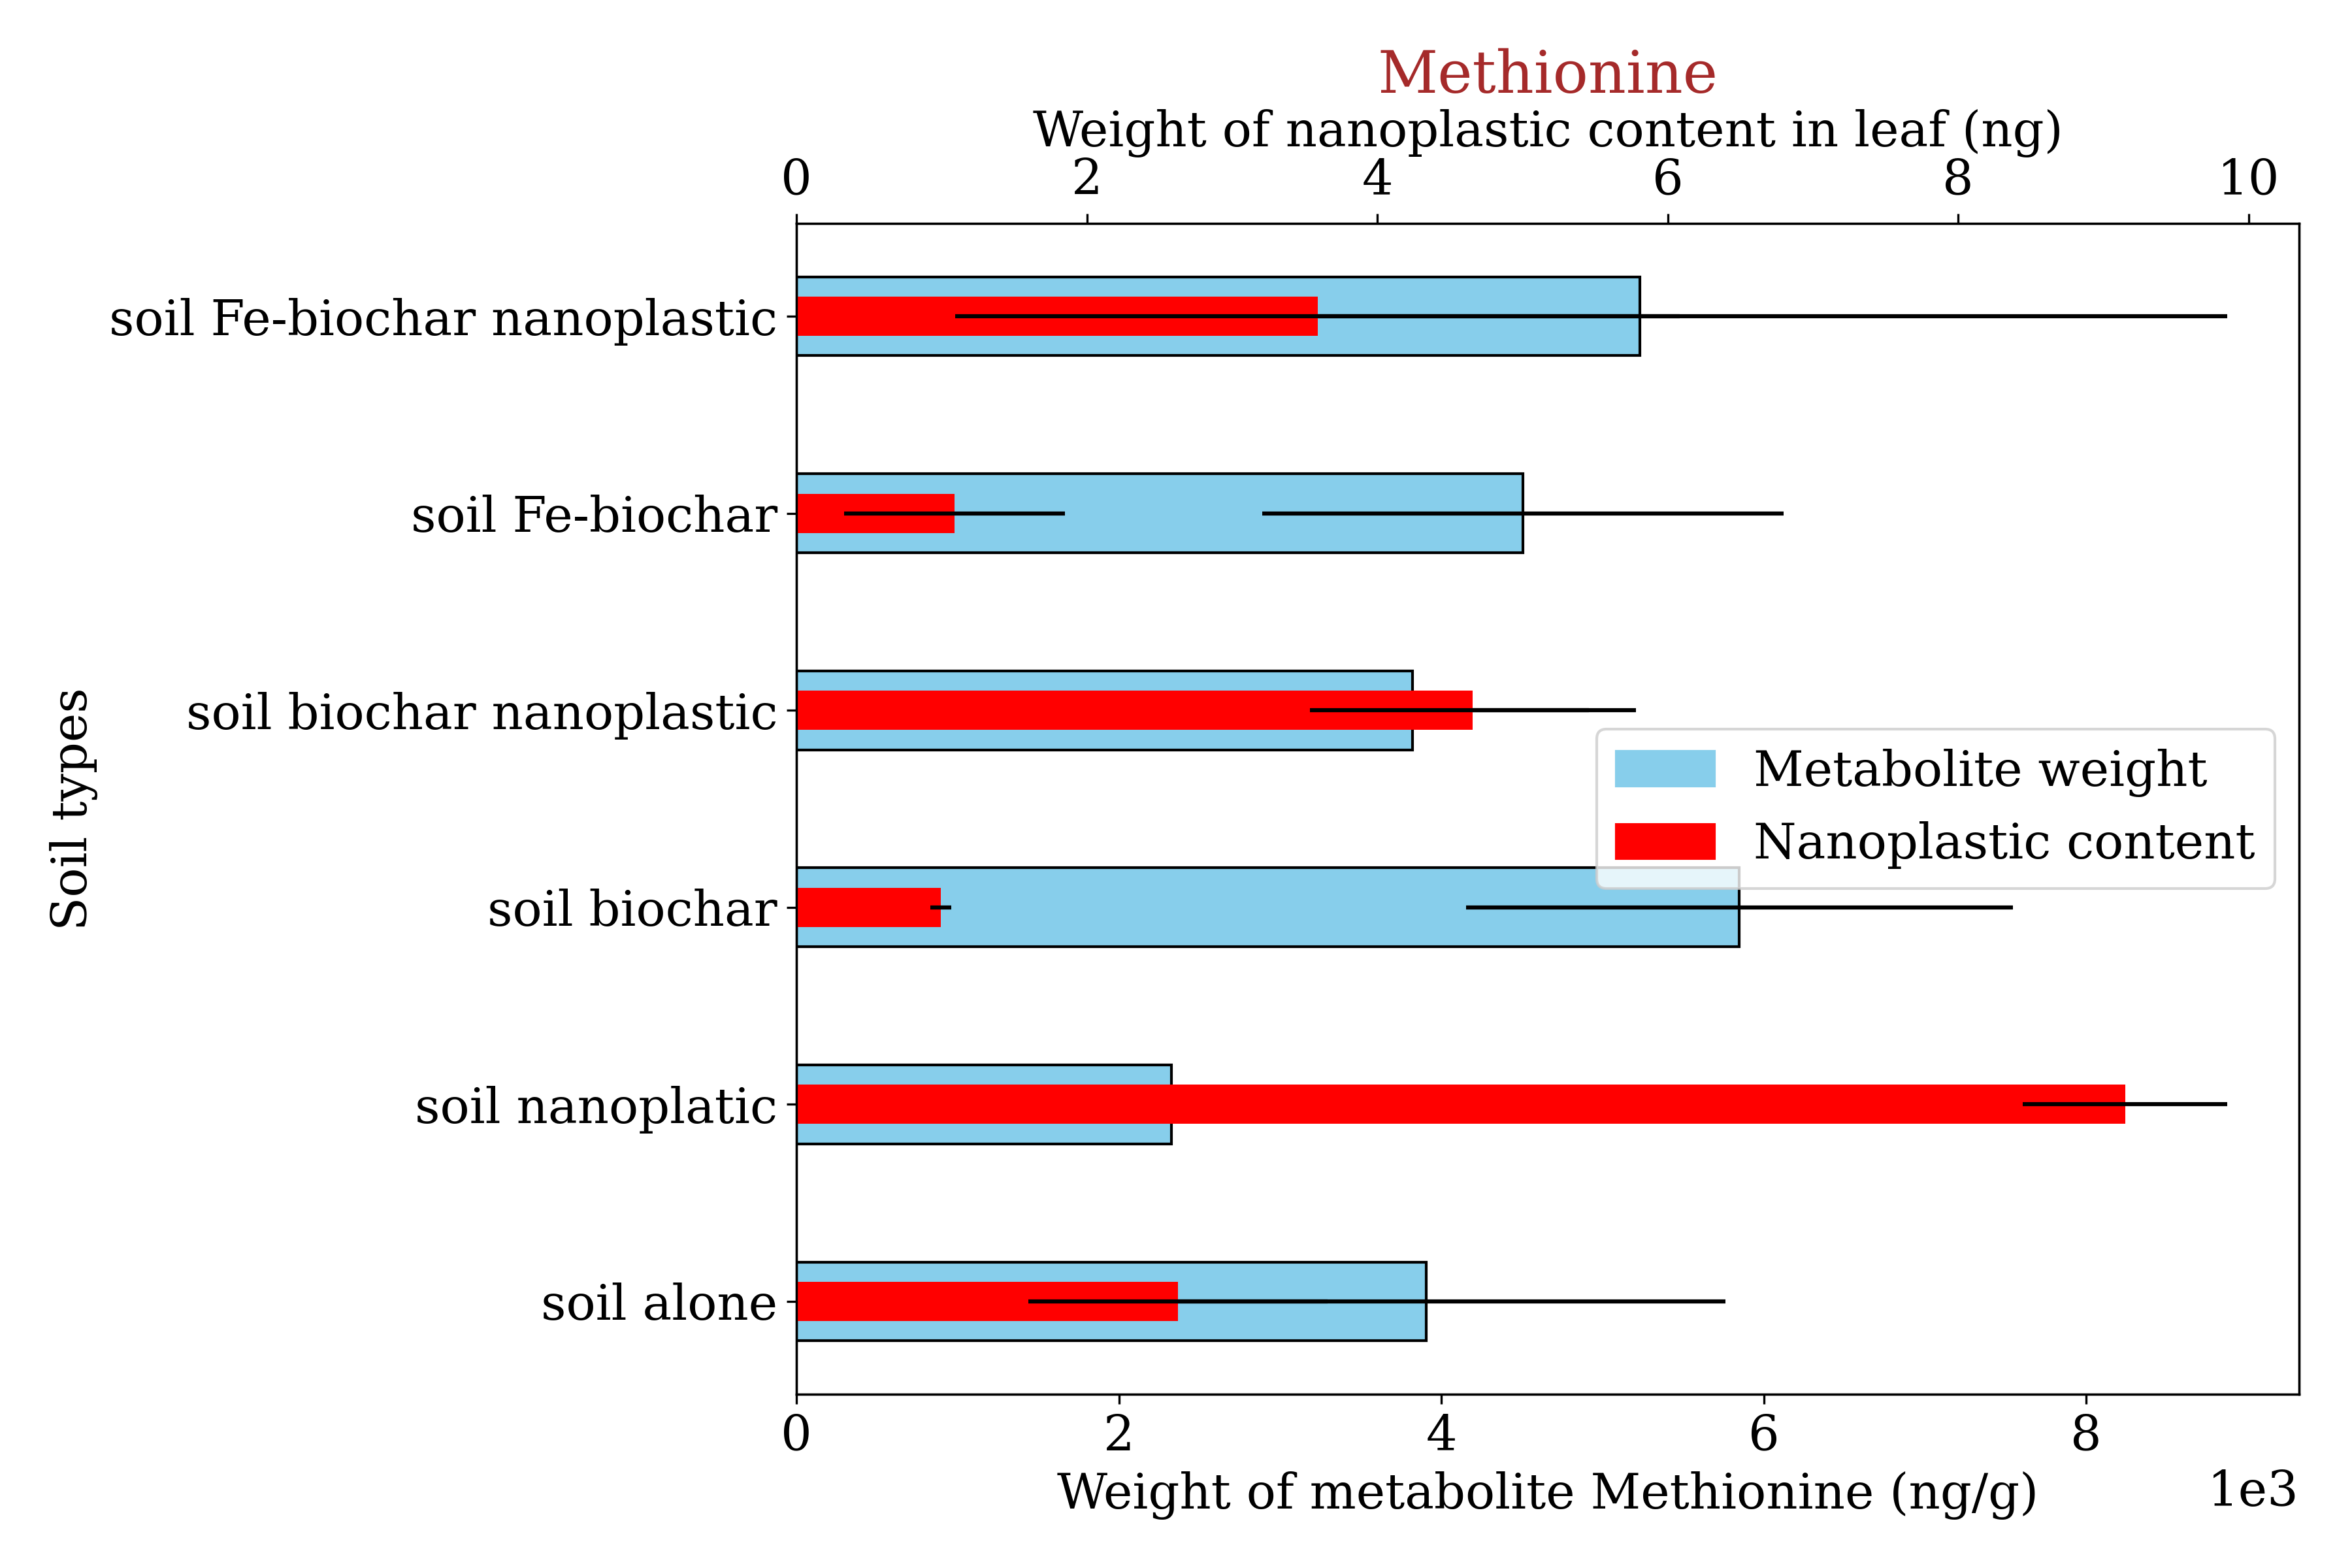 Methionine
Weight of nanoplastic content in leaf (ng)
0 2 4 6 8 10
soil Fe-biochar nanoplastic
soil Fe-biochar
soil biochar nanoplastic
soil biochar
soil nanoplatic
soil alone
Soil types
Metabolite weight
Nanoplastic content
0 2 4 6 8
Weight of metabolite Methionine (ng/g)
1e3